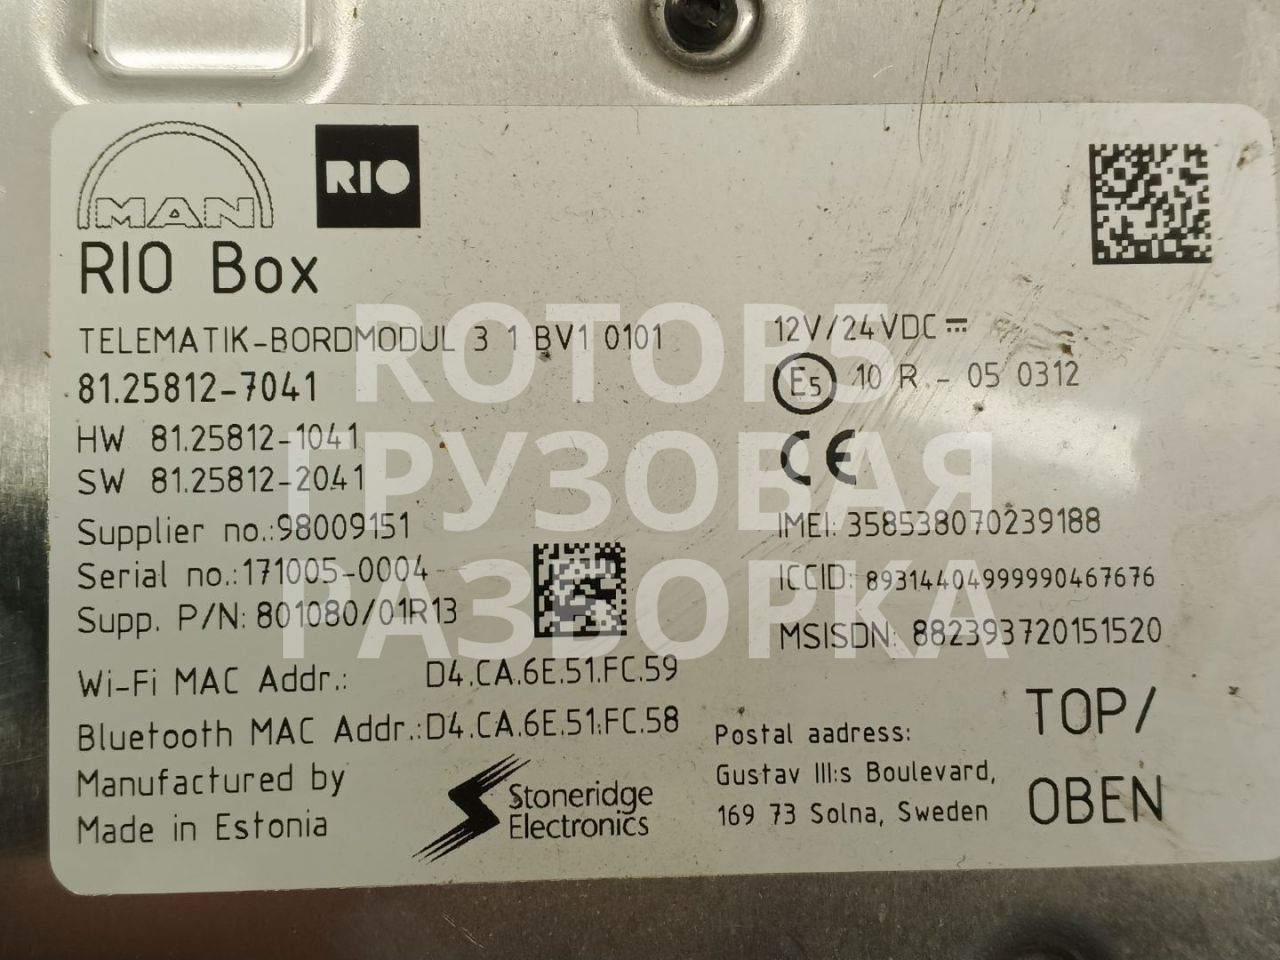 MAN
RIO
RIO Box
TELEMATIK-BORDMODUL 3 1 BV1 0101
81.25812-7041
HW 81.25812-1041
SW 81.25812-2041
Supplier no.:98009151
Serial no.:171005-0004
Supp. P/N: 801080/01R13
Wi-Fi MAC Addr.: D4.CA.6E.51.FC.59
Bluetooth MAC Addr.:D4.CA.6E.51.FC.58
Manufactured by
Made in Estonia
Stoneridge
Electronics
12V/24VDC
E5 10 R - 05 0312
CE
IMEI: 358538070239188
ICCID: 89314404999990467676
MSISDN: 882393720151520
Postal aadress:
Gustav III:s Boulevard,
169 73 Solna, Sweden
TOP/
OBEN
ROTOR5
ГРУЗОВАЯ
РАЗБОРКА